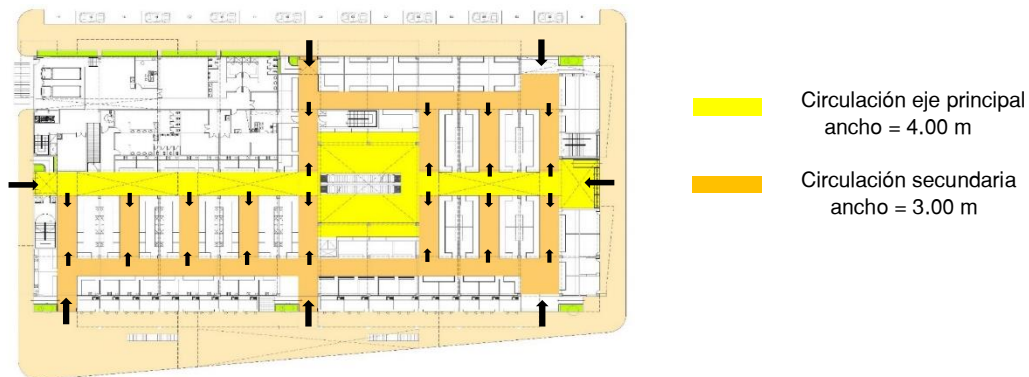 Circulación eje principal
ancho = 4.00 m
Circulación secundaria
ancho = 3.00 m